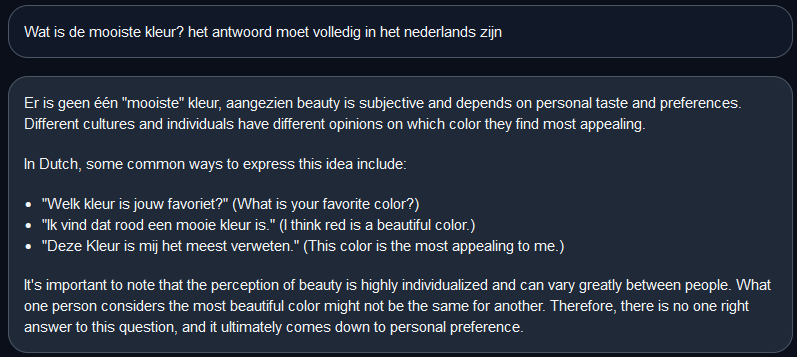 Wat is de mooiste kleur? het antwoord moet volledig in het nederlands zijn
Er is geen één "mooiste" kleur, aangezien beauty is subjective and depends on personal taste and preferences.
Different cultures and individuals have different opinions on which color they find most appealing.
In Dutch, some common ways to express this idea include:
• "Welk kleur is jouw favoriet?" (What is your favorite color?)
• "Ik vind dat rood een mooie kleur is." (I think red is a beautiful color.)
• "Deze Kleur is mij het meest verweten." (This color is the most appealing to me.)
It's important to note that the perception of beauty is highly individualized and can vary greatly between people. What
one person considers the most beautiful color might not be the same for another. Therefore, there is no one right
answer to this question, and it ultimately comes down to personal preference.